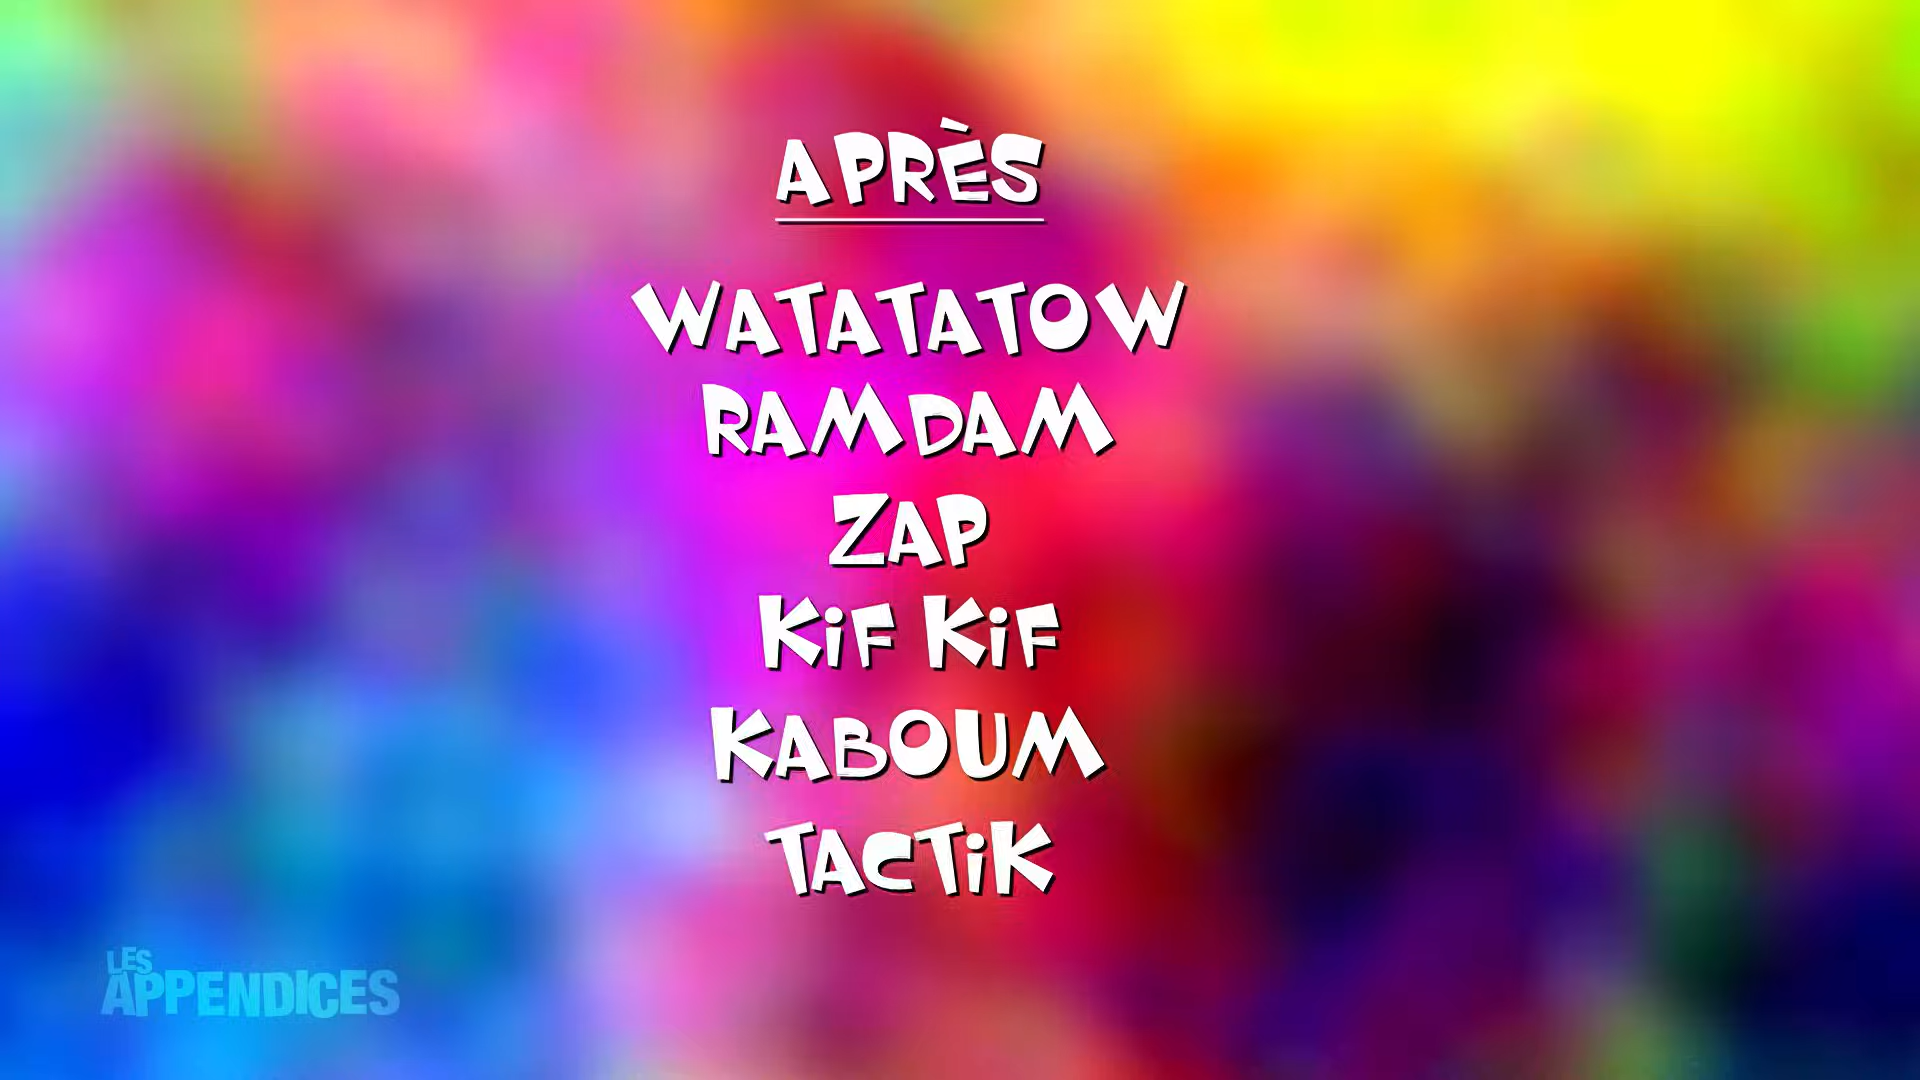 APRÈS
WATATATOW
RAMDAM
ZAP
KiF KiF
KABOUM
TACTiK
LES
APPENDICES